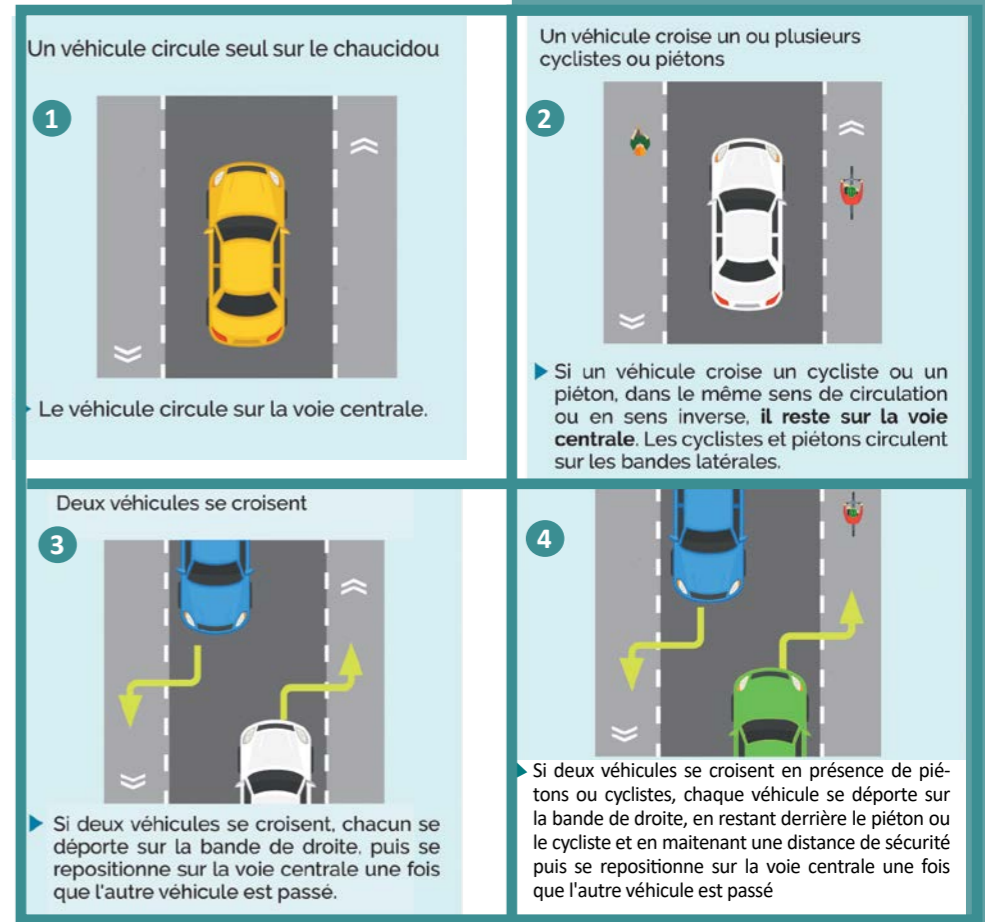 Un véhicule circule seul sur le chaucidou
1
Le véhicule circule sur la voie centrale.
Un véhicule croise un ou plusieurs
cyclistes ou piétons
2
Si un véhicule croise un cycliste ou un
piéton, dans le même sens de circulation
ou en sens inverse, il reste sur la voie
centrale. Les cyclistes et piétons circulent
sur les bandes latérales.
Deux véhicules se croisent
3
Si deux véhicules se croisent, chacun se
déporte sur la bande de droite, puis se
repositionne sur la voie centrale une fois
que l'autre véhicule est passé.
4
Si deux véhicules se croisent en présence de pié-
tons ou cyclistes, chaque véhicule se déporte sur
la bande de droite, en restant derrière le piéton ou
le cycliste et en maitenant une distance de sécurité
puis se repositionne sur la voie centrale une fois
que l'autre véhicule est passé